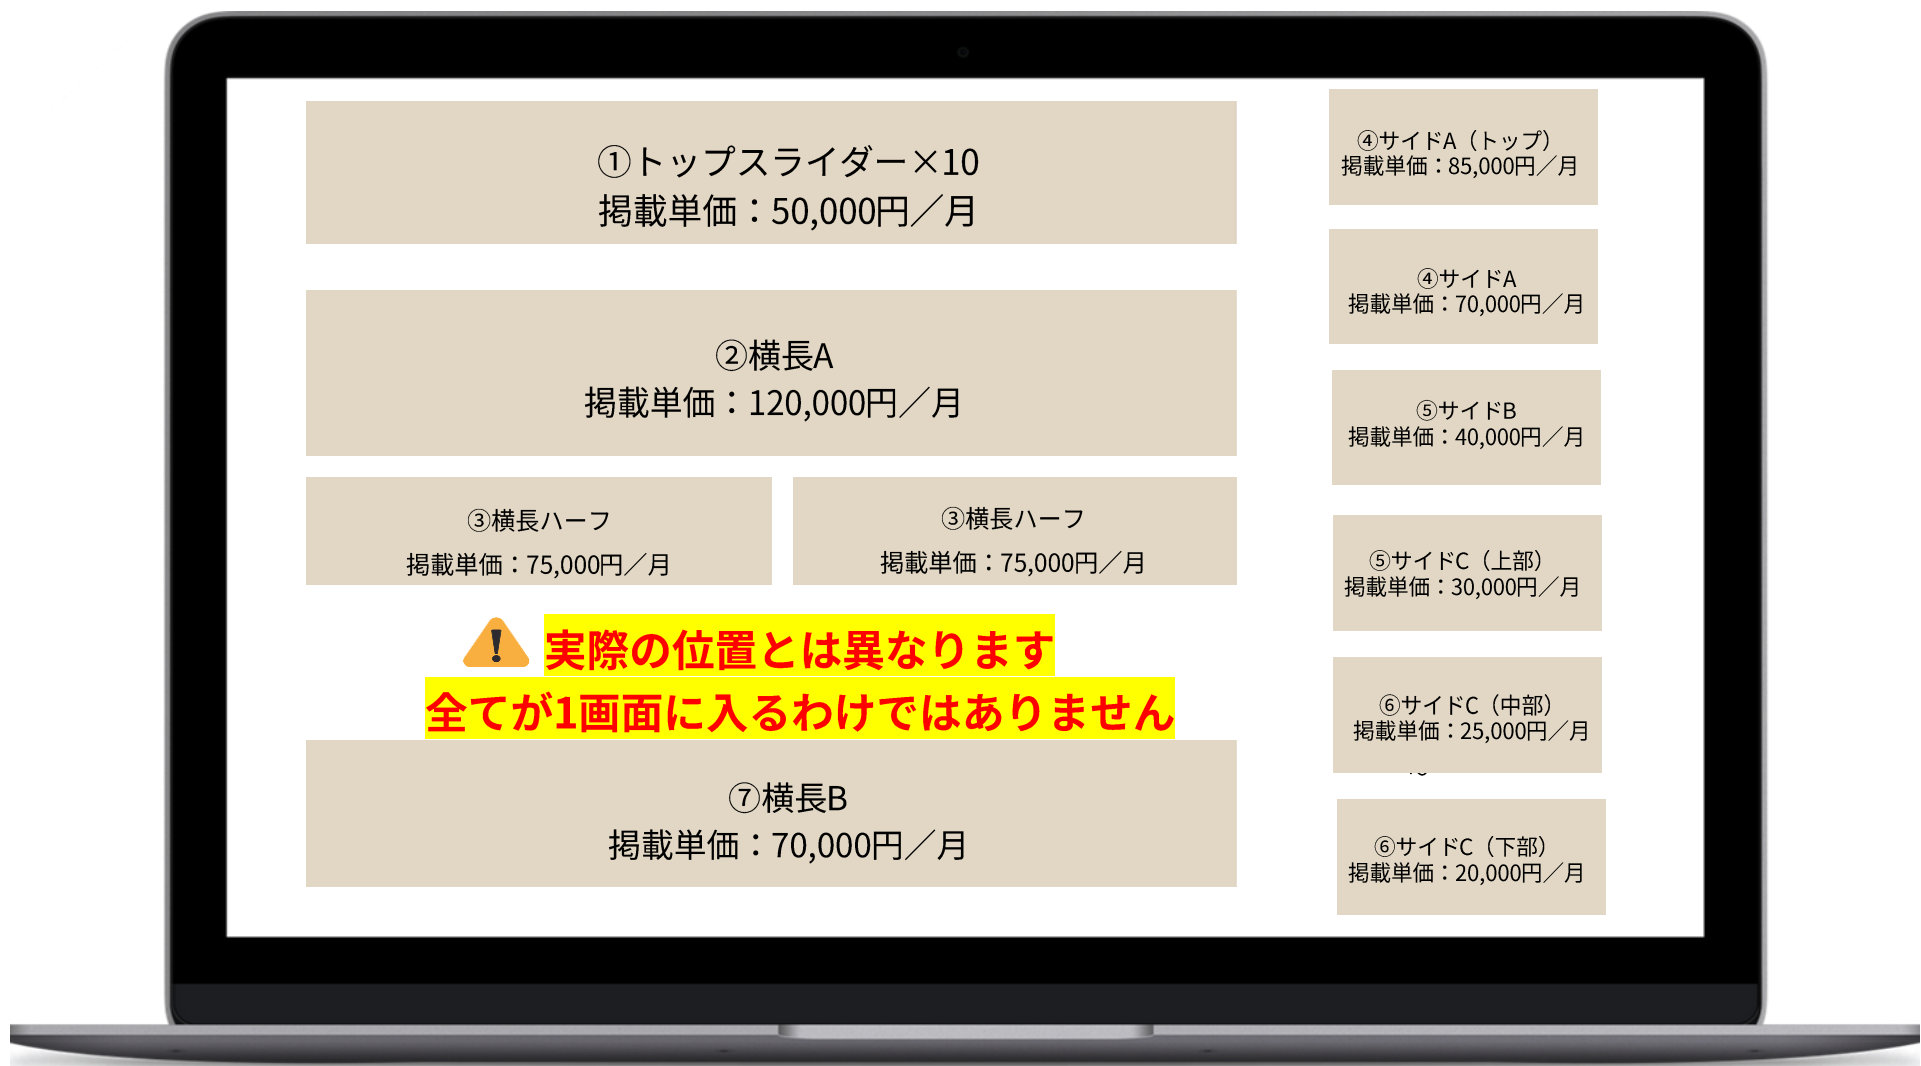 ①トップスライダー×10
掲載単価：50,000円／月
②横長A
掲載単価：120,000円／月
③横長ハーフ
掲載単価：75,000円／月
③横長ハーフ
掲載単価：75,000円／月
実際の位置とは異なります
全てが1画面に入るわけではありません
⑦横長B
掲載単価：70,000円／月
④サイドA（トップ）
掲載単価：85,000円／月
④サイドA
掲載単価：70,000円／月
⑤サイドB
掲載単価：40,000円／月
⑤サイドC（上部）
掲載単価：30,000円／月
⑥サイドC（中部）
掲載単価：25,000円／月
⑥サイドC（下部）
掲載単価：20,000円／月